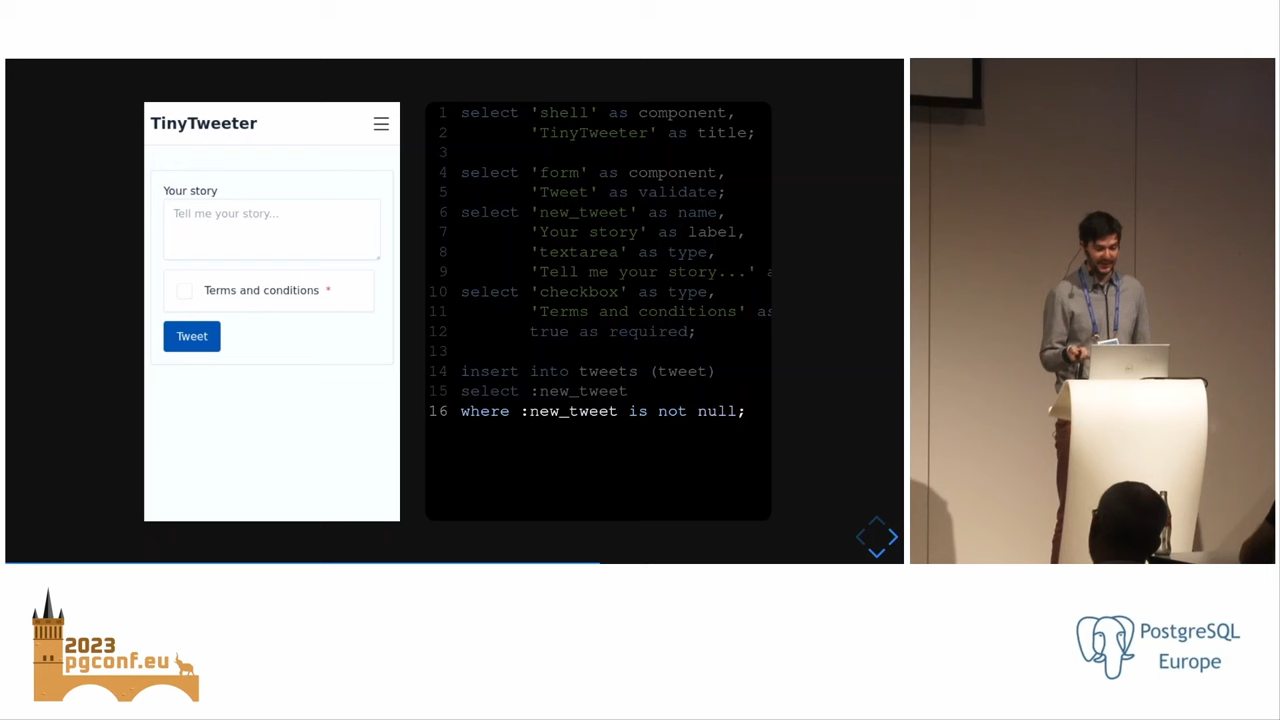 TinyTweeter
Your story
Tell me your story...
Terms and conditions *
Tweet
1 select 'shell' as component,
2 'TinyTweeter' as title;
3
4 select 'form' as component,
5 'Tweet' as validate;
6 select 'new_tweet' as name,
7 'Your story' as label,
8 'textarea' as type,
9 'Tell me your story...' a
10 select 'checkbox' as type,
11 'Terms and conditions' as
12 true as required;
13
14 insert into tweets (tweet)
15 select :new_tweet
16 where :new_tweet is not null;
2023
pgconf.eu
PostgreSQL
Europe